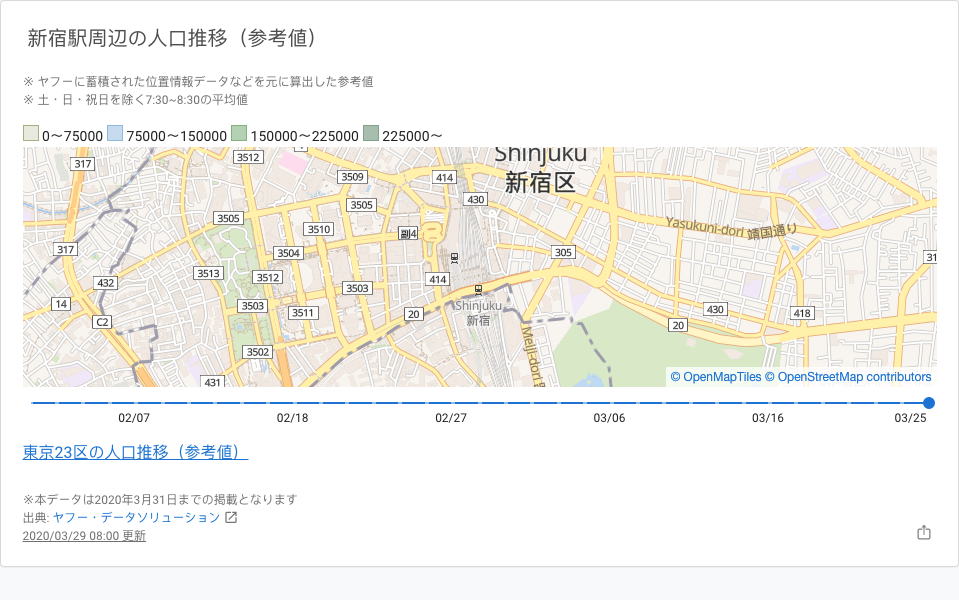 新宿駅周辺の人口推移（参考値）
※ ヤフーに蓄積された位置情報データなどを元に算出した参考値
※ 土・日・祝日を除く7:30~8:30の平均値
0～75000 75000～150000 150000～225000 225000～
Shinjuku
新宿区
3512
317
3509
414
430
3505
3505
3510
副4
Yasukuni-dori 靖国通り
317
3504
305
31
3513
3512
414
432
3503
14
3503
3511
Shinjuku
新宿
20
430
418
C2
20
3502
Meiji-dori
431
© OpenMapTiles © OpenStreetMap contributors
02/07 02/18 02/27 03/06 03/16 03/25
東京23区の人口推移（参考値）
※本データは2020年3月31日までの掲載となります
出典: ヤフー・データソリューション
2020/03/29 08:00 更新